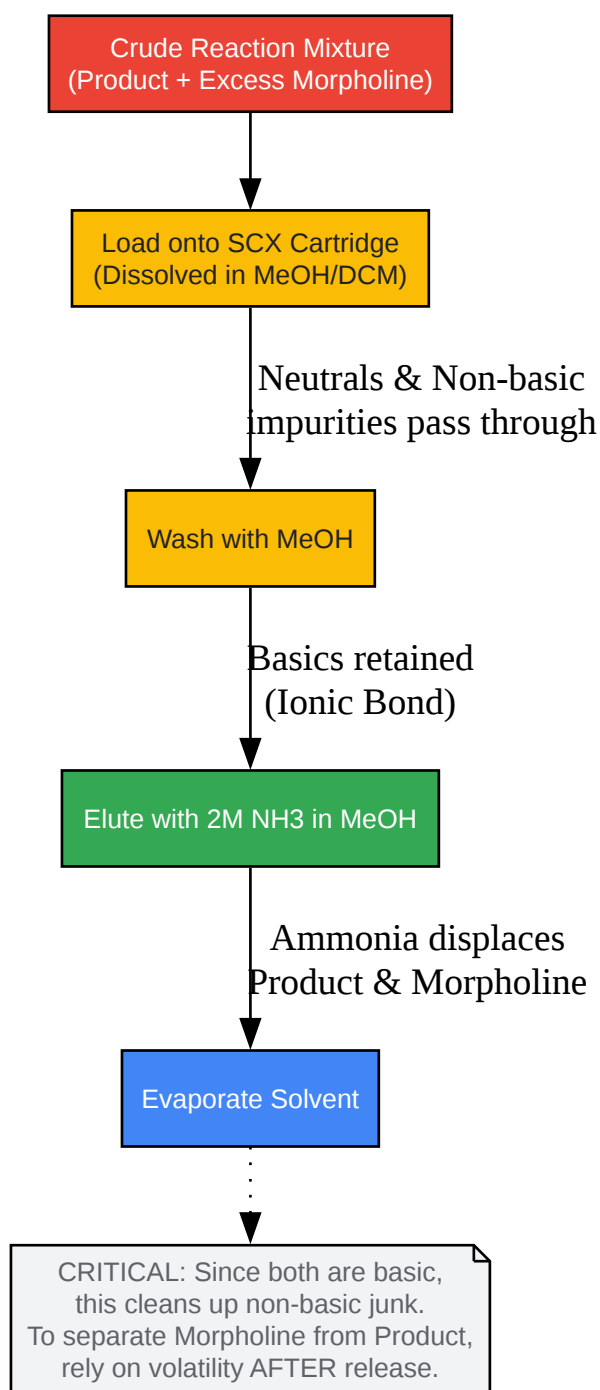 Crude Reaction Mixture
(Product + Excess Morpholine)
Load onto SCX Cartridge
(Dissolved in MeOH/DCM)
Neutrals & Non-basic
impurities pass through
Wash with MeOH
Basics retained
(Ionic Bond)
Elute with 2M NH3 in MeOH
Ammonia displaces
Product & Morpholine
Evaporate Solvent
CRITICAL: Since both are basic,
this cleans up non-basic junk.
To separate Morpholine from Product,
rely on volatility AFTER release.